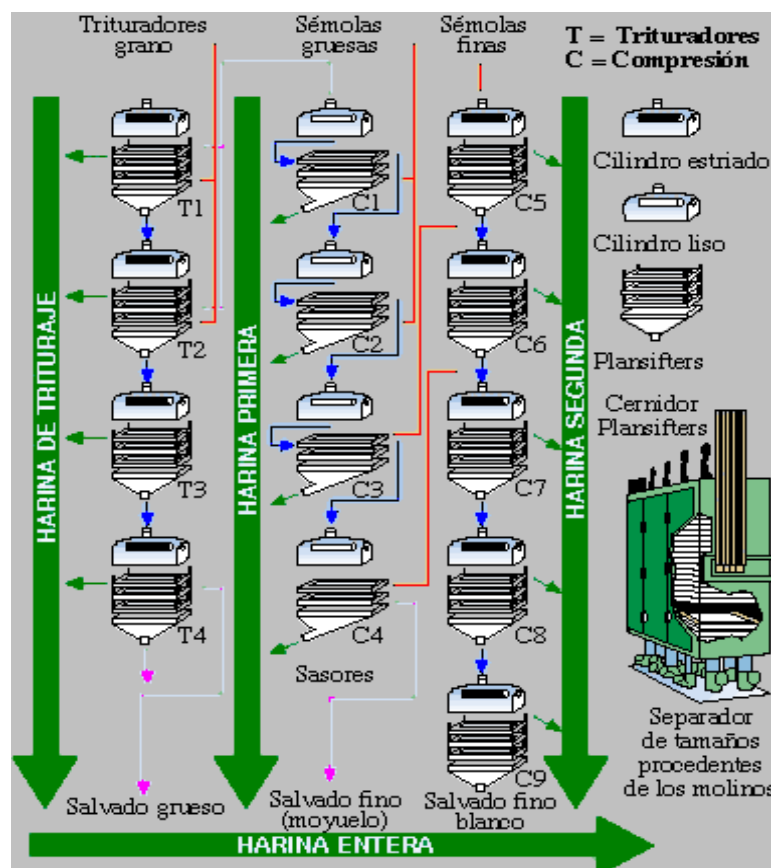 Trituradores
grano
Sémolas
gruesas
Sémolas
finas
T = Trituradores
C = Compresión
Cilindro estriado
Cilindro liso
Plansifters
Cernidor
Plansifters
Separador
de tamaños
procedentes
de los molinos
HARINA DE TRITURAJE
T1
T2
T3
T4
HARINA PRIMERA
C1
C2
C3
C4
Sasores
C5
C6
C7
C8
C9
HARINA SEGUNDA
Salvado grueso
Salvado fino
(moyuelo)
Salvado fino
blanco
HARINA ENTERA